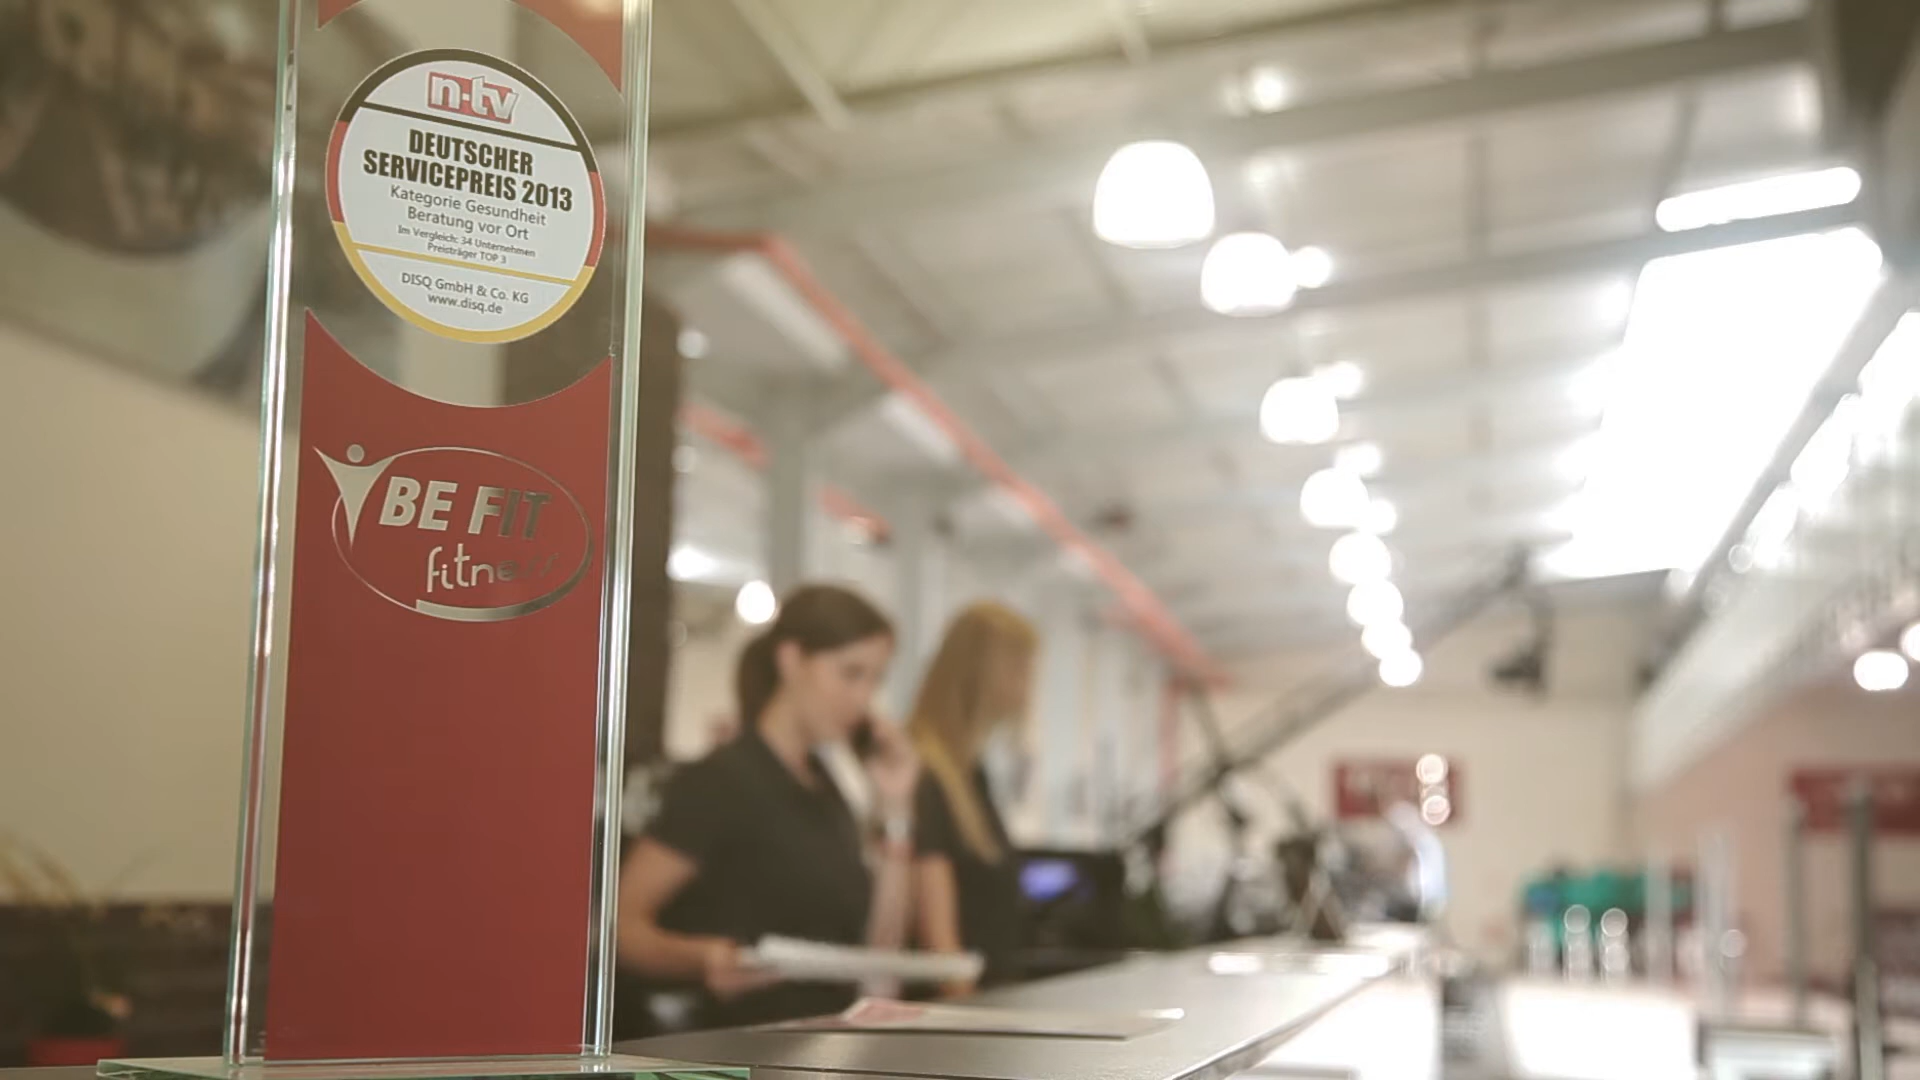 n-tv
DEUTSCHER
SERVICEPREIS 2013
Kategorie Gesundheit
Beratung vor Ort
Im Vergleich: 34 Unternehmen
Preisträger TOP 3
DISQ GmbH & Co. KG
www.disq.de
BE FIT
fitness